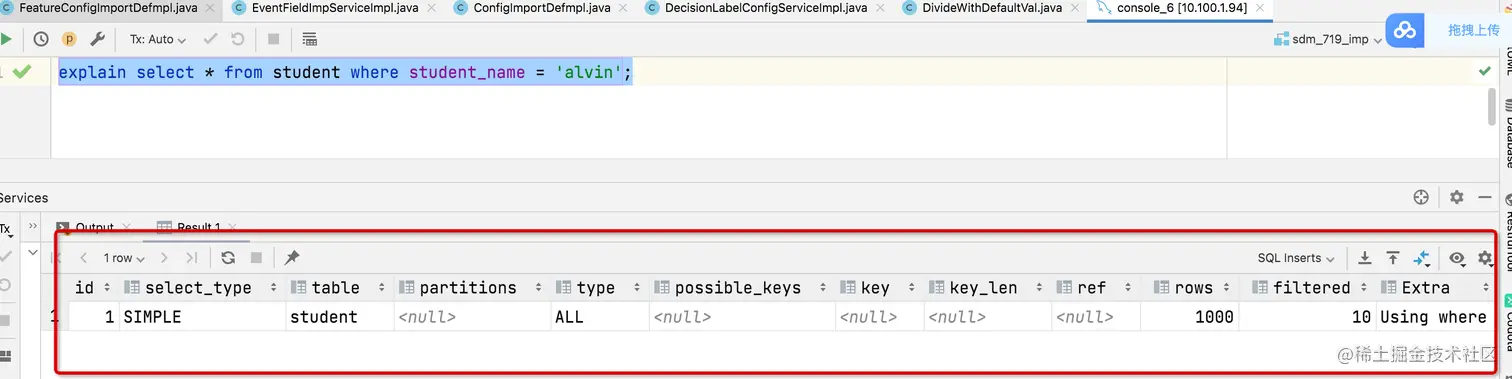 FeatureConfigImportDefmpl.java EventFieldImpServiceImpl.java ConfigImportDefmpl.java DecisionLabelConfigServiceImpl.java DivideWithDefaultVal.java console_6 [10.100.1.94]
Tx: Auto sdm_719_imp 拖拽上传
explain select * from student where student_name = 'alvin';
Database
Services
Tx Output Result 1
1 row SQL Inserts
id select_type table partitions type possible_keys key key_len ref rows filtered Extra
1 1 SIMPLE student <null> ALL <null> <null> <null> <null> 1000 10 Using where
@稀土掘金技术社区